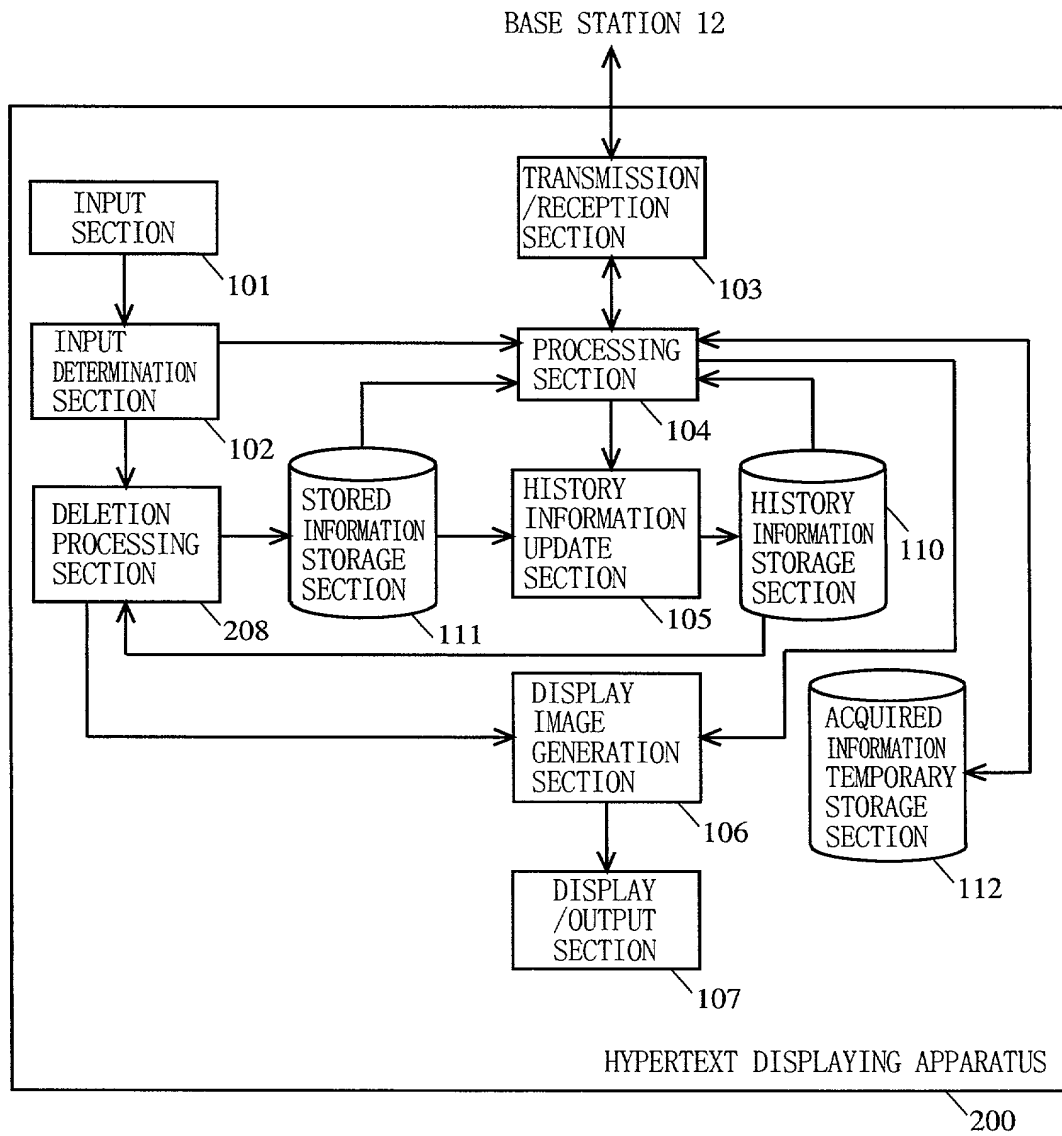 BASE STATION 12
TRANSMISSION
/RECEPTION
SECTION
103
INPUT
SECTION
101
INPUT
DETERMINATION
SECTION
102
PROCESSING
SECTION
104
DELETION
PROCESSING
SECTION
208
STORED
INFORMATION
STORAGE
SECTION
111
HISTORY
INFORMATION
UPDATE
SECTION
105
HISTORY
INFORMATION
STORAGE
SECTION
110
DISPLAY
IMAGE
GENERATION
SECTION
106
ACQUIRED
INFORMATION
TEMPORARY
STORAGE
SECTION
112
DISPLAY
/OUTPUT
SECTION
107
HYPERTEXT DISPLAYING APPARATUS
200